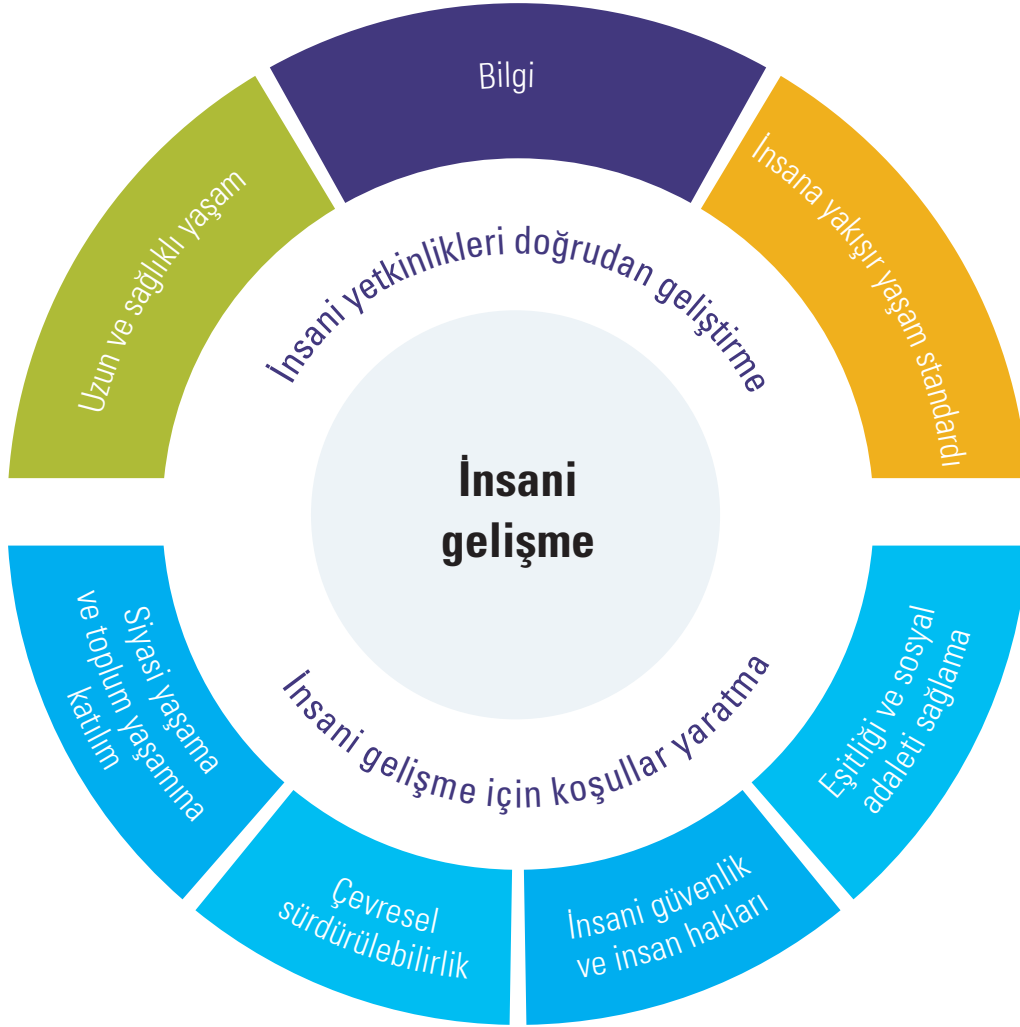 Bilgi
Uzun ve sağlıklı yaşam
İnsana yakışır yaşam standardı
İnsani yetkinlikleri doğrudan geliştirme
İnsani
gelişme
İnsani gelişme için koşullar yaratma
Siyasi yaşama
ve toplum yaşamına
katılım
Çevresel
sürdürülebilirlik
İnsani güvenlik
ve insan hakları
Eşitliği ve sosyal
adaleti sağlama